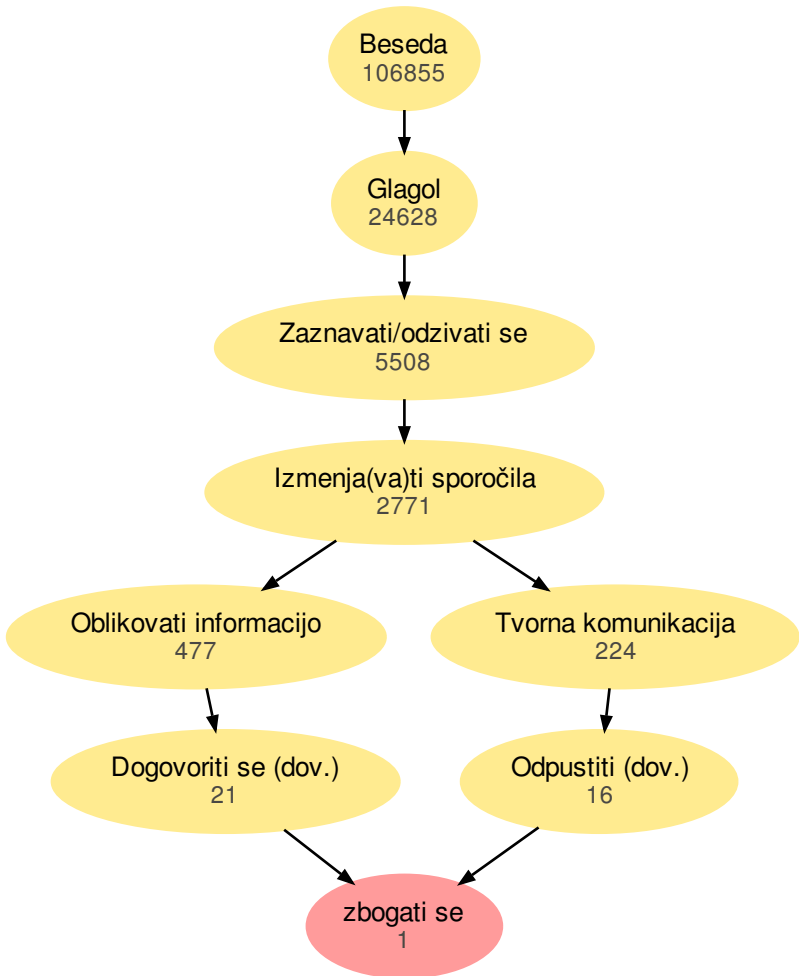 Beseda
106855
Glagol
24628
Zaznavati/odzivati se
5508
Izmenja(va)ti sporočila
2771
Oblikovati informacijo
477
Tvorna komunikacija
224
Dogovoriti se (dov.)
21
Odpustiti (dov.)
16
zbogati se
1